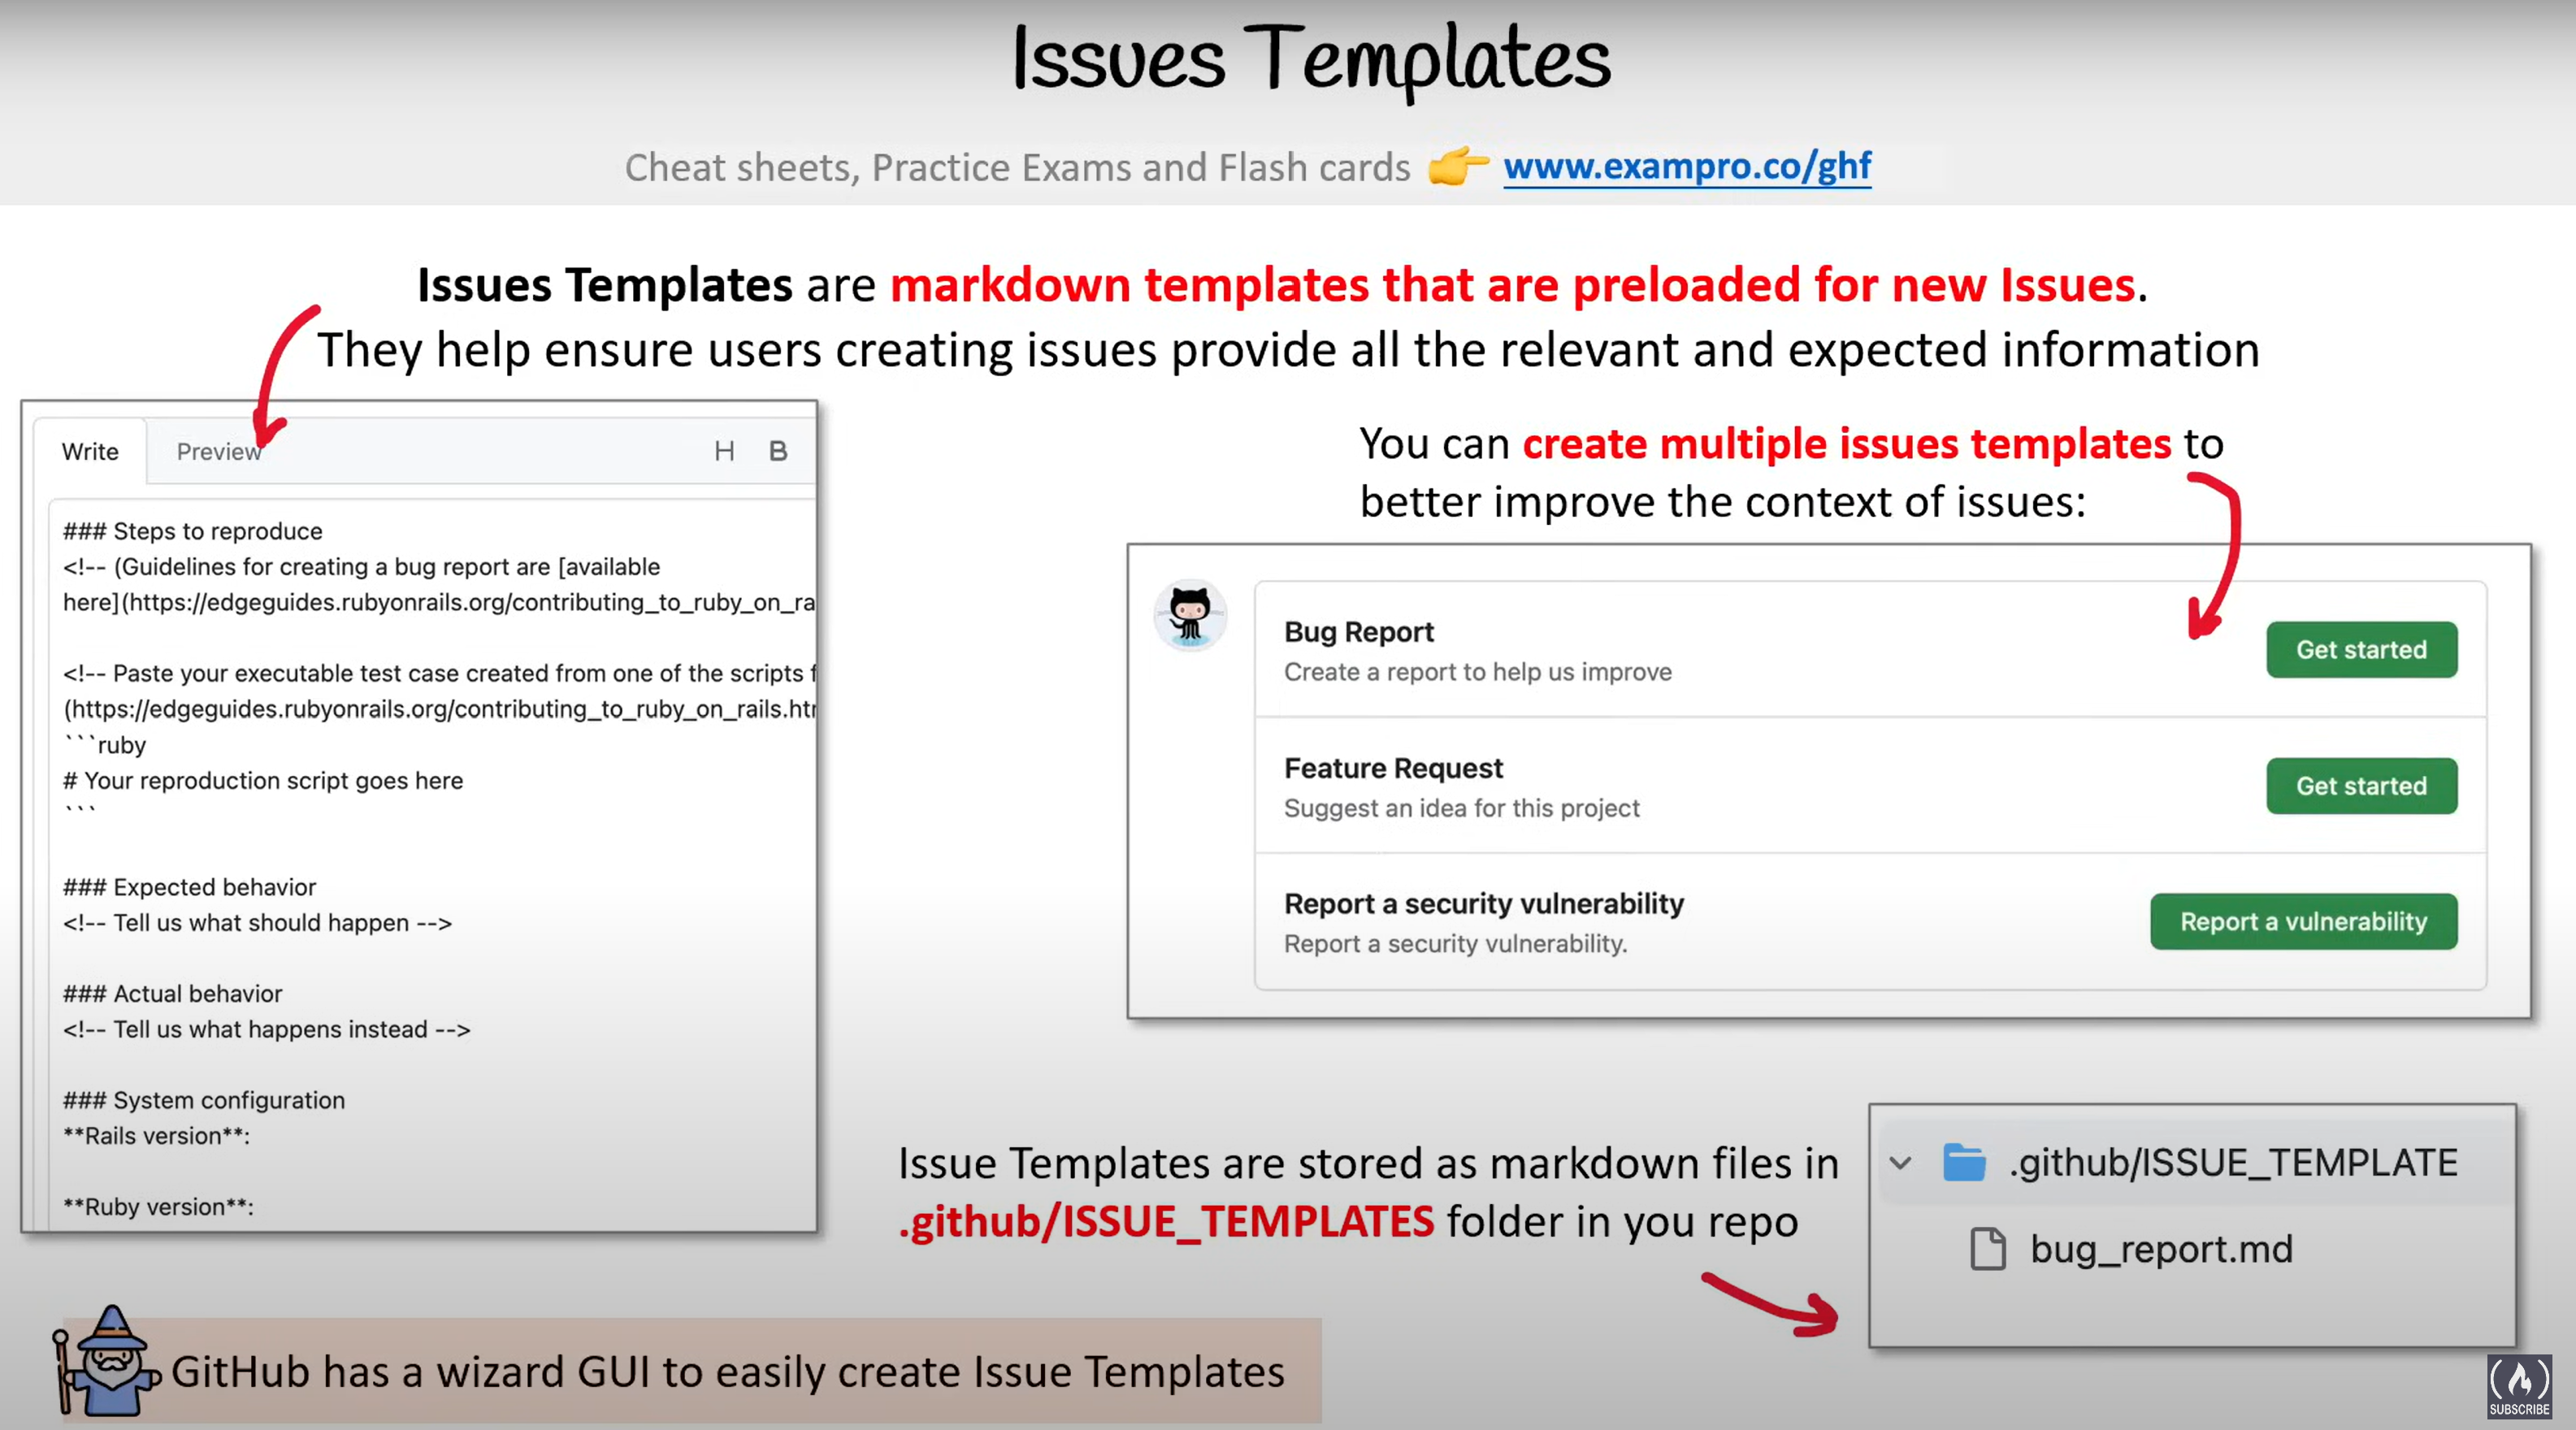 Issues Templates
Cheat sheets, Practice Exams and Flash cards 👉 www.exampro.co/ghf
Issues Templates are markdown templates that are preloaded for new Issues.
They help ensure users creating issues provide all the relevant and expected information
Write Preview H B
### Steps to reproduce
<!-- (Guidelines for creating a bug report are [available
here](https://edgeguides.rubyonrails.org/contributing_to_ruby_on_ra
<!-- Paste your executable test case created from one of the scripts f
(https://edgeguides.rubyonrails.org/contributing_to_ruby_on_rails.htm
```ruby
# Your reproduction script goes here
```
### Expected behavior
<!-- Tell us what should happen -->
### Actual behavior
<!-- Tell us what happens instead -->
### System configuration
**Rails version**:
**Ruby version**:
You can create multiple issues templates to
better improve the context of issues:
Bug Report
Create a report to help us improve
Get started
Feature Request
Suggest an idea for this project
Get started
Report a security vulnerability
Report a security vulnerability.
Report a vulnerability
Issue Templates are stored as markdown files in
.github/ISSUE_TEMPLATES folder in you repo
.github/ISSUE_TEMPLATE
bug_report.md
GitHub has a wizard GUI to easily create Issue Templates
SUBSCRIBE